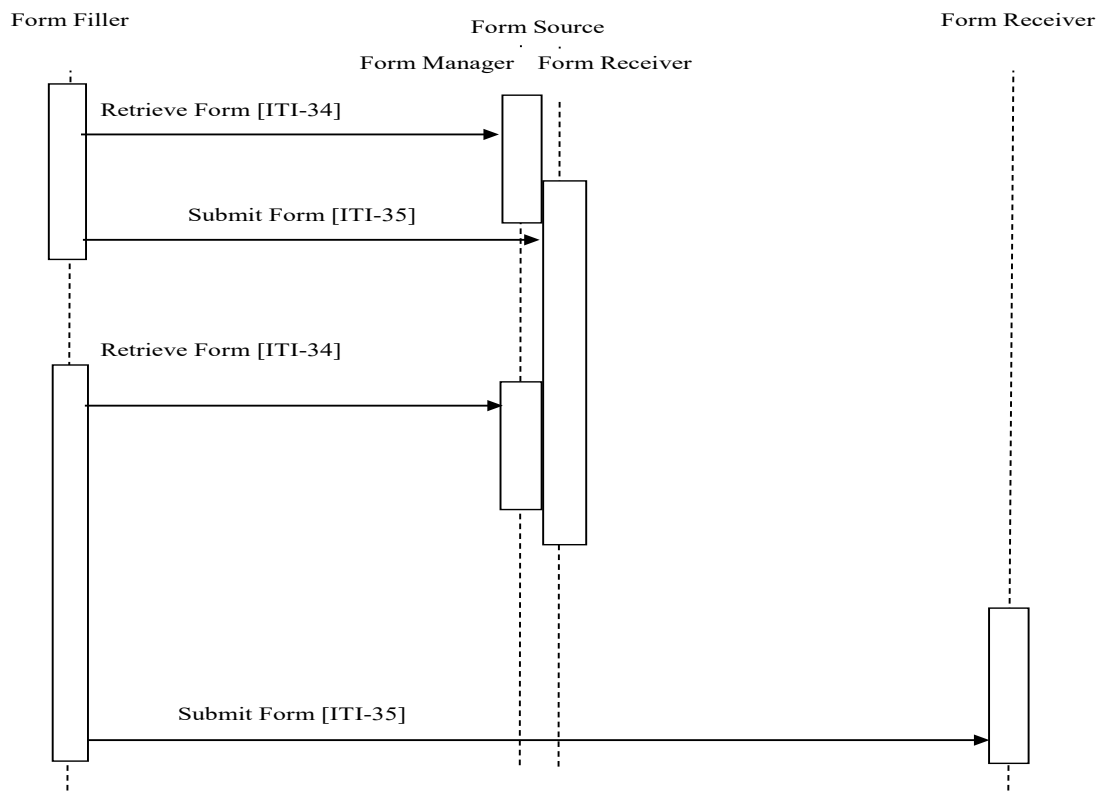 Form Filler
Form Source
Form Receiver
Form Manager
Form Receiver
Retrieve Form [ITI-34]
Submit Form [ITI-35]
Retrieve Form [ITI-34]
Submit Form [ITI-35]